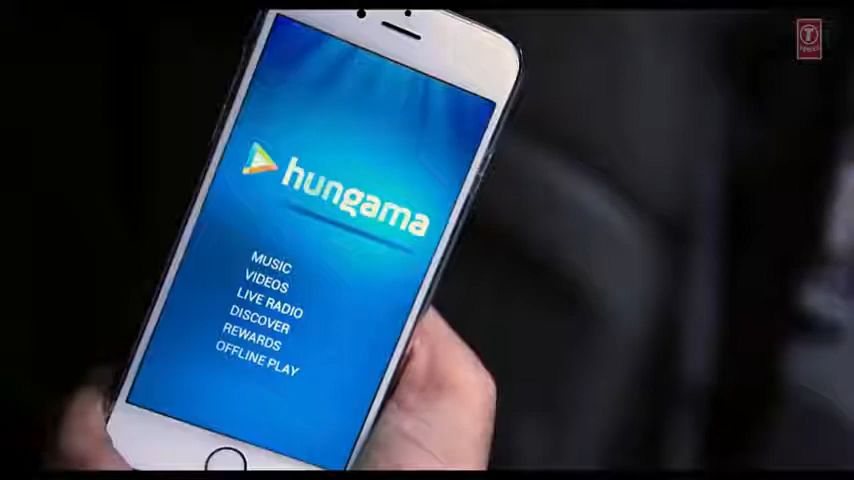 hungama
MUSIC
VIDEOS
LIVE RADIO
DISCOVER
REWARDS
OFFLINE PLAY